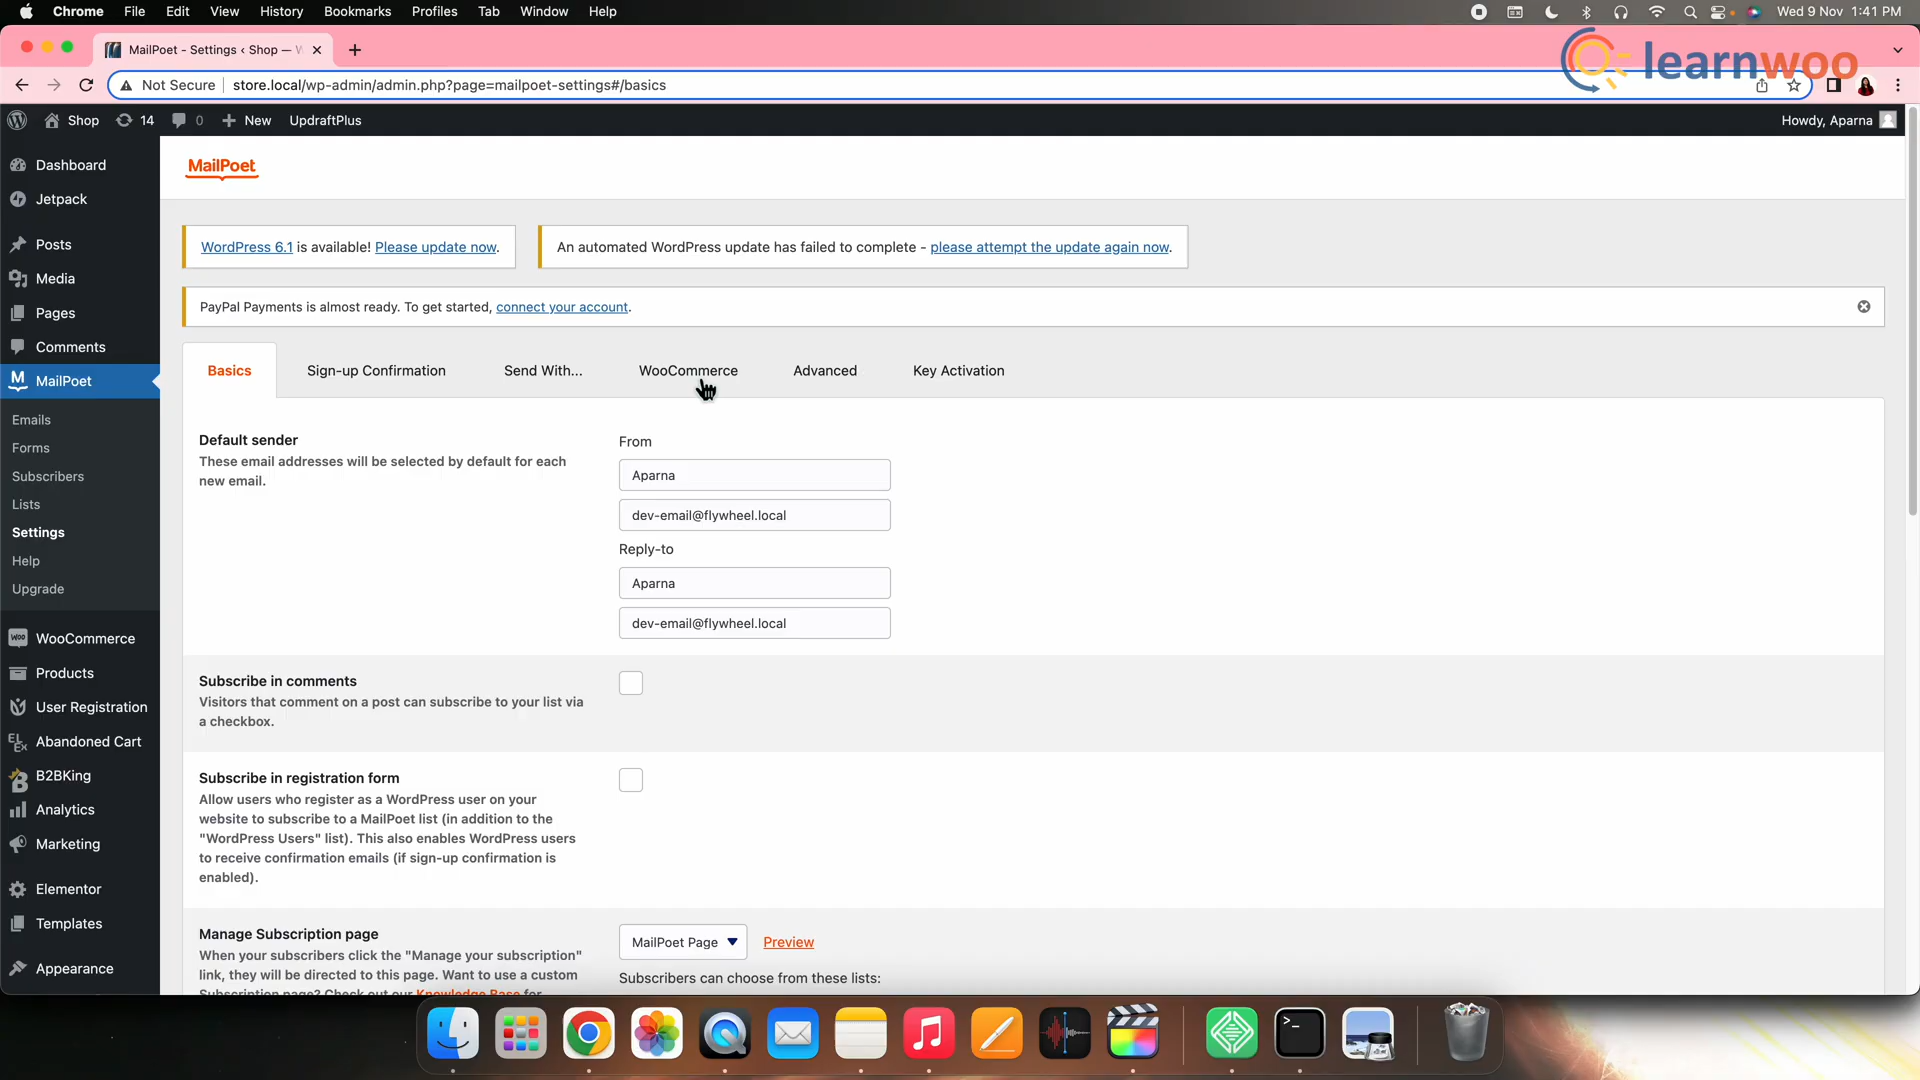 Chrome File Edit View History Bookmarks Profiles Tab Window Help Wed 9 Nov 1:41 PM
MailPoet - Settings ‹ Shop —
learnwoo
Not Secure store.local/wp-admin/admin.php?page=mailpoet-settings#/basics
Shop 14 0 New UpdraftPlus Howdy, Aparna
Dashboard
Jetpack
Posts
Media
Pages
Comments
MailPoet
Emails
Forms
Subscribers
Lists
Settings
Help
Upgrade
WooCommerce
Products
User Registration
Abandoned Cart
B2BKing
Analytics
Marketing
Elementor
Templates
Appearance
MailPoet
WordPress 6.1 is available! Please update now.
An automated WordPress update has failed to complete - please attempt the update again now.
PayPal Payments is almost ready. To get started, connect your account.
Basics Sign-up Confirmation Send With... WooCommerce Advanced Key Activation
Default sender
These email addresses will be selected by default for each
new email.
From
Aparna
dev-email@flywheel.local
Reply-to
Aparna
dev-email@flywheel.local
Subscribe in comments
Visitors that comment on a post can subscribe to your list via
a checkbox.
Subscribe in registration form
Allow users who register as a WordPress user on your
website to subscribe to a MailPoet list (in addition to the
"WordPress Users" list). This also enables WordPress users
to receive confirmation emails (if sign-up confirmation is
enabled).
Manage Subscription page
When your subscribers click the "Manage your subscription"
link, they will be directed to this page. Want to use a custom
Subscription page? Check out our Knowledge Base for
MailPoet Page Preview
Subscribers can choose from these lists: